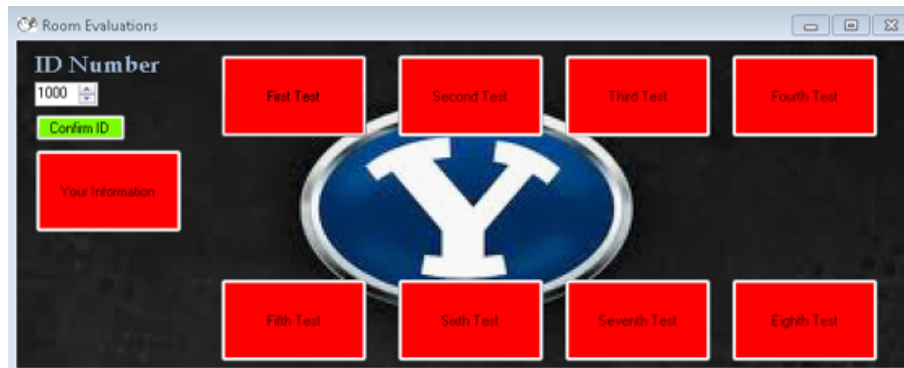 Room Evaluations
ID Number
1000
Confirm ID
Your Information
First Test
Second Test
Third Test
Fourth Test
Y
Fifth Test
Sixth Test
Seventh Test
Eighth Test